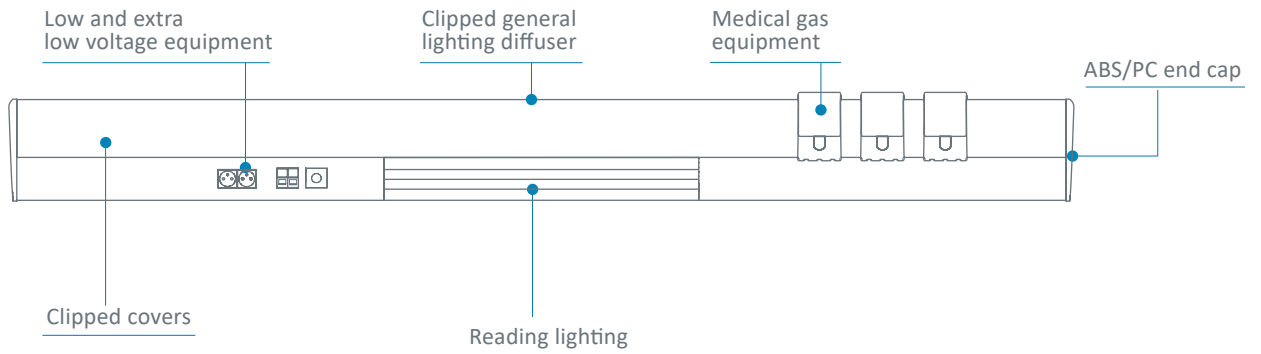 Low and extra
low voltage equipment
Clipped general
lighting diffuser
Medical gas
equipment
ABS/PC end cap
Clipped covers
Reading lighting